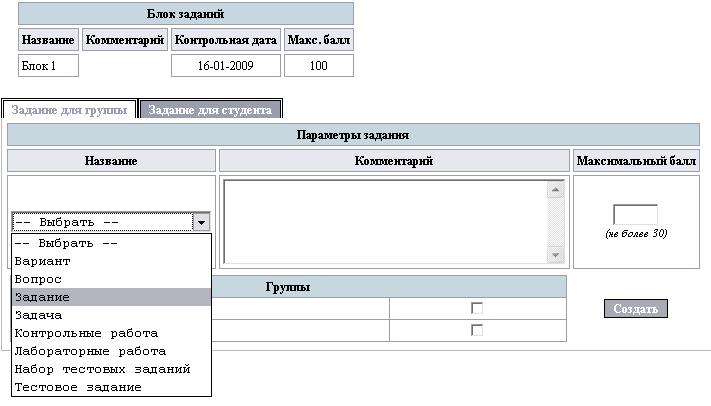 Блок заданий
Название Комментарий Контрольная дата Макс. балл
Блок 1 16-01-2009 100
Задание для группы Задание для студента
Параметры задания
Название Комментарий Максимальный балл
-- Выбрать --
(не более 30)
-- Выбрать --
Вариант
Вопрос
Задание
Задача
Контрольные работа
Лабораторные работа
Набор тестовых заданий
Тестовое задание
Группы
Создать